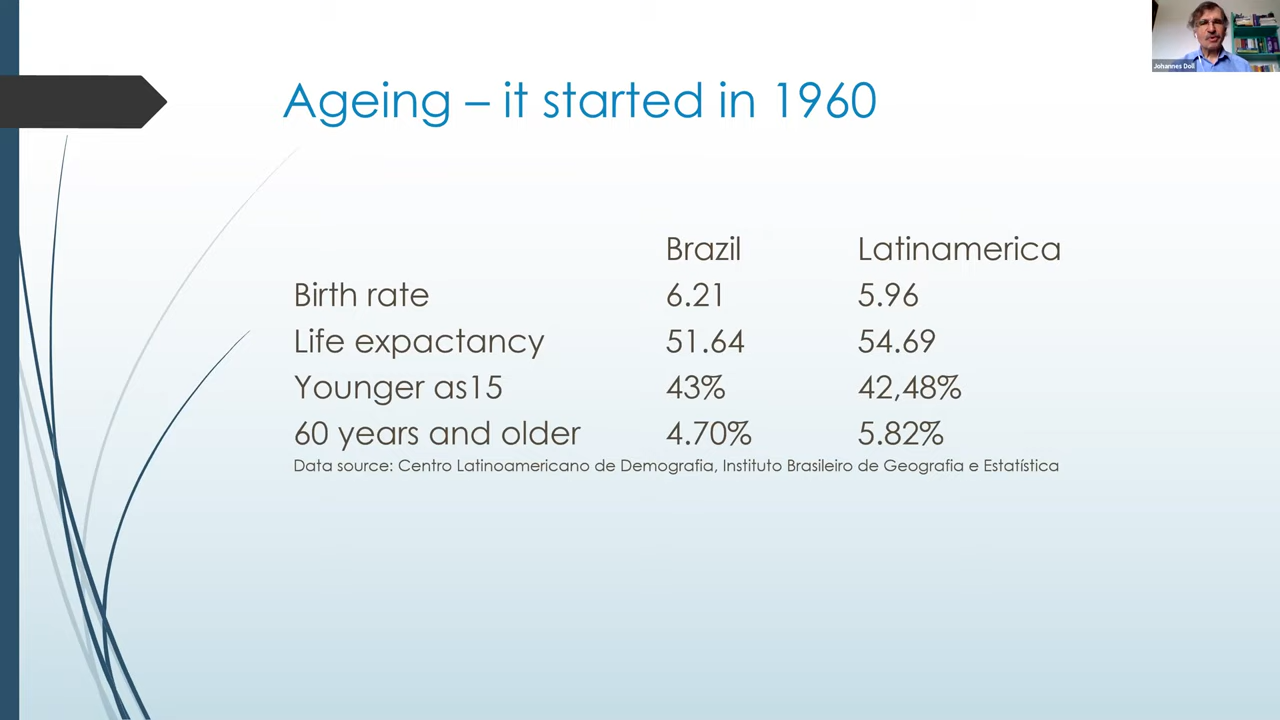 Johannes Doll
Ageing – it started in 1960
Brazil Latinamerica
Birth rate 6.21 5.96
Life expactancy 51.64 54.69
Younger as15 43% 42,48%
60 years and older 4.70% 5.82%
Data source: Centro Latinoamericano de Demografia, Instituto Brasileiro de Geografia e Estatística